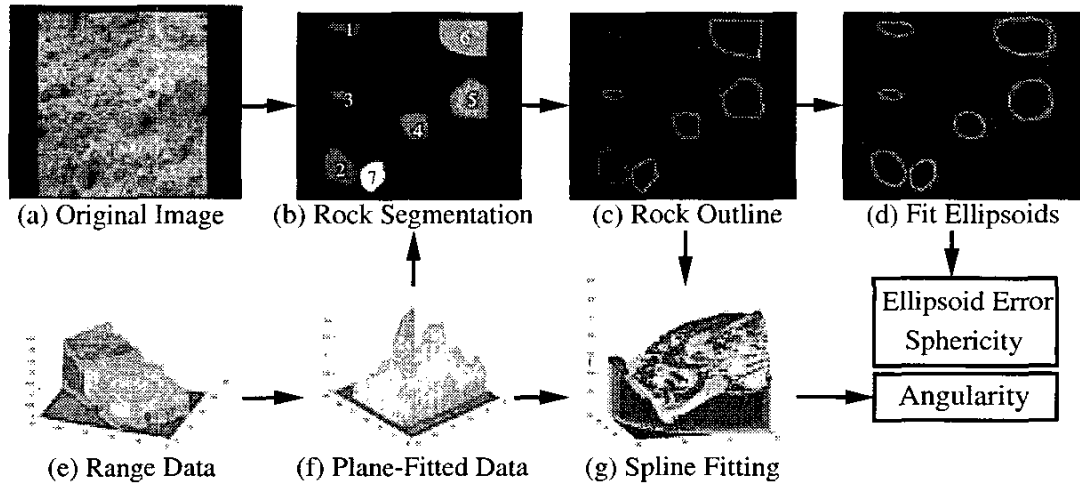 1
6
3
5
4
2
7
(a) Original Image
(b) Rock Segmentation
(c) Rock Outline
(d) Fit Ellipsoids
Ellipsoid Error
Sphericity
Angularity
(e) Range Data
(f) Plane-Fitted Data
(g) Spline Fitting